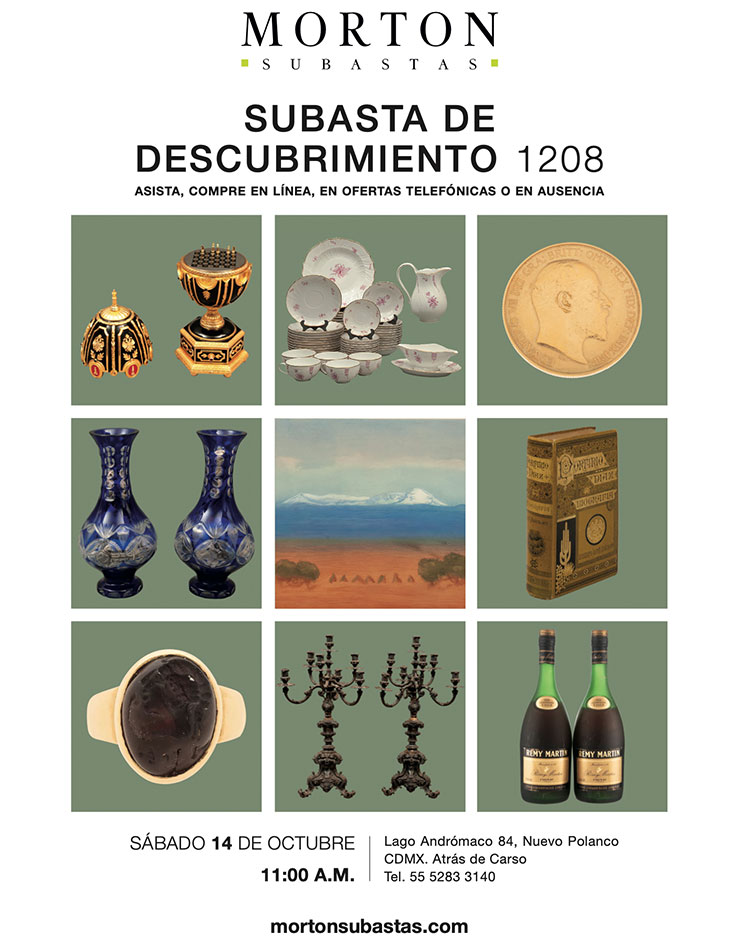 MORTON
SUBASTAS
SUBASTA DE
DESCUBRIMIENTO 1208
ASISTA, COMPRE EN LÍNEA, EN OFERTAS TELEFÓNICAS O EN AUSENCIA
PORFIRIO
DIAZ
RÉMY MARTIN
RÉMY MARTIN
SÁBADO 14 DE OCTUBRE
11:00 A.M.
Lago Andrómaco 84, Nuevo Polanco
CDMX. Atrás de Carso
Tel. 55 5283 3140
mortonsubastas.com